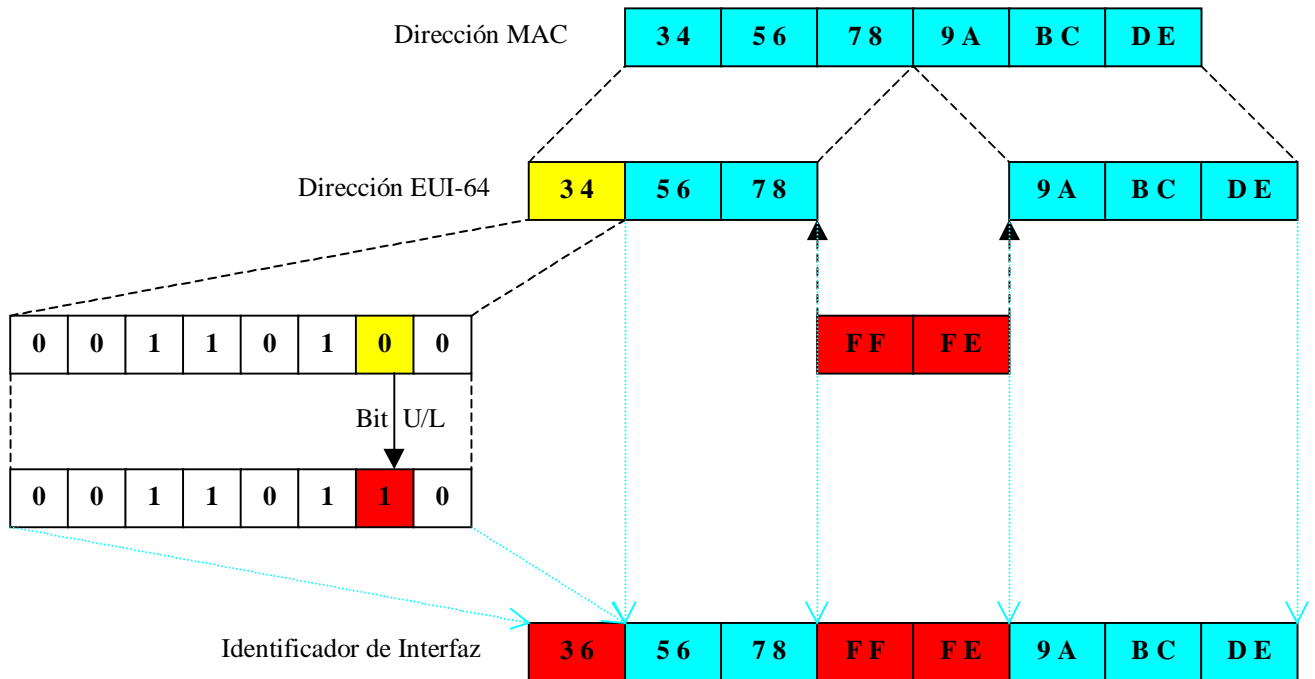 Dirección MAC 3 4 5 6 7 8 9 A B C D E
Dirección EUI-64 3 4 5 6 7 8 9 A B C D E
0 0 1 1 0 1 0 0 F F F E
Bit U/L
0 0 1 1 0 1 1 0
Identificador de Interfaz 3 6 5 6 7 8 F F F E 9 A B C D E